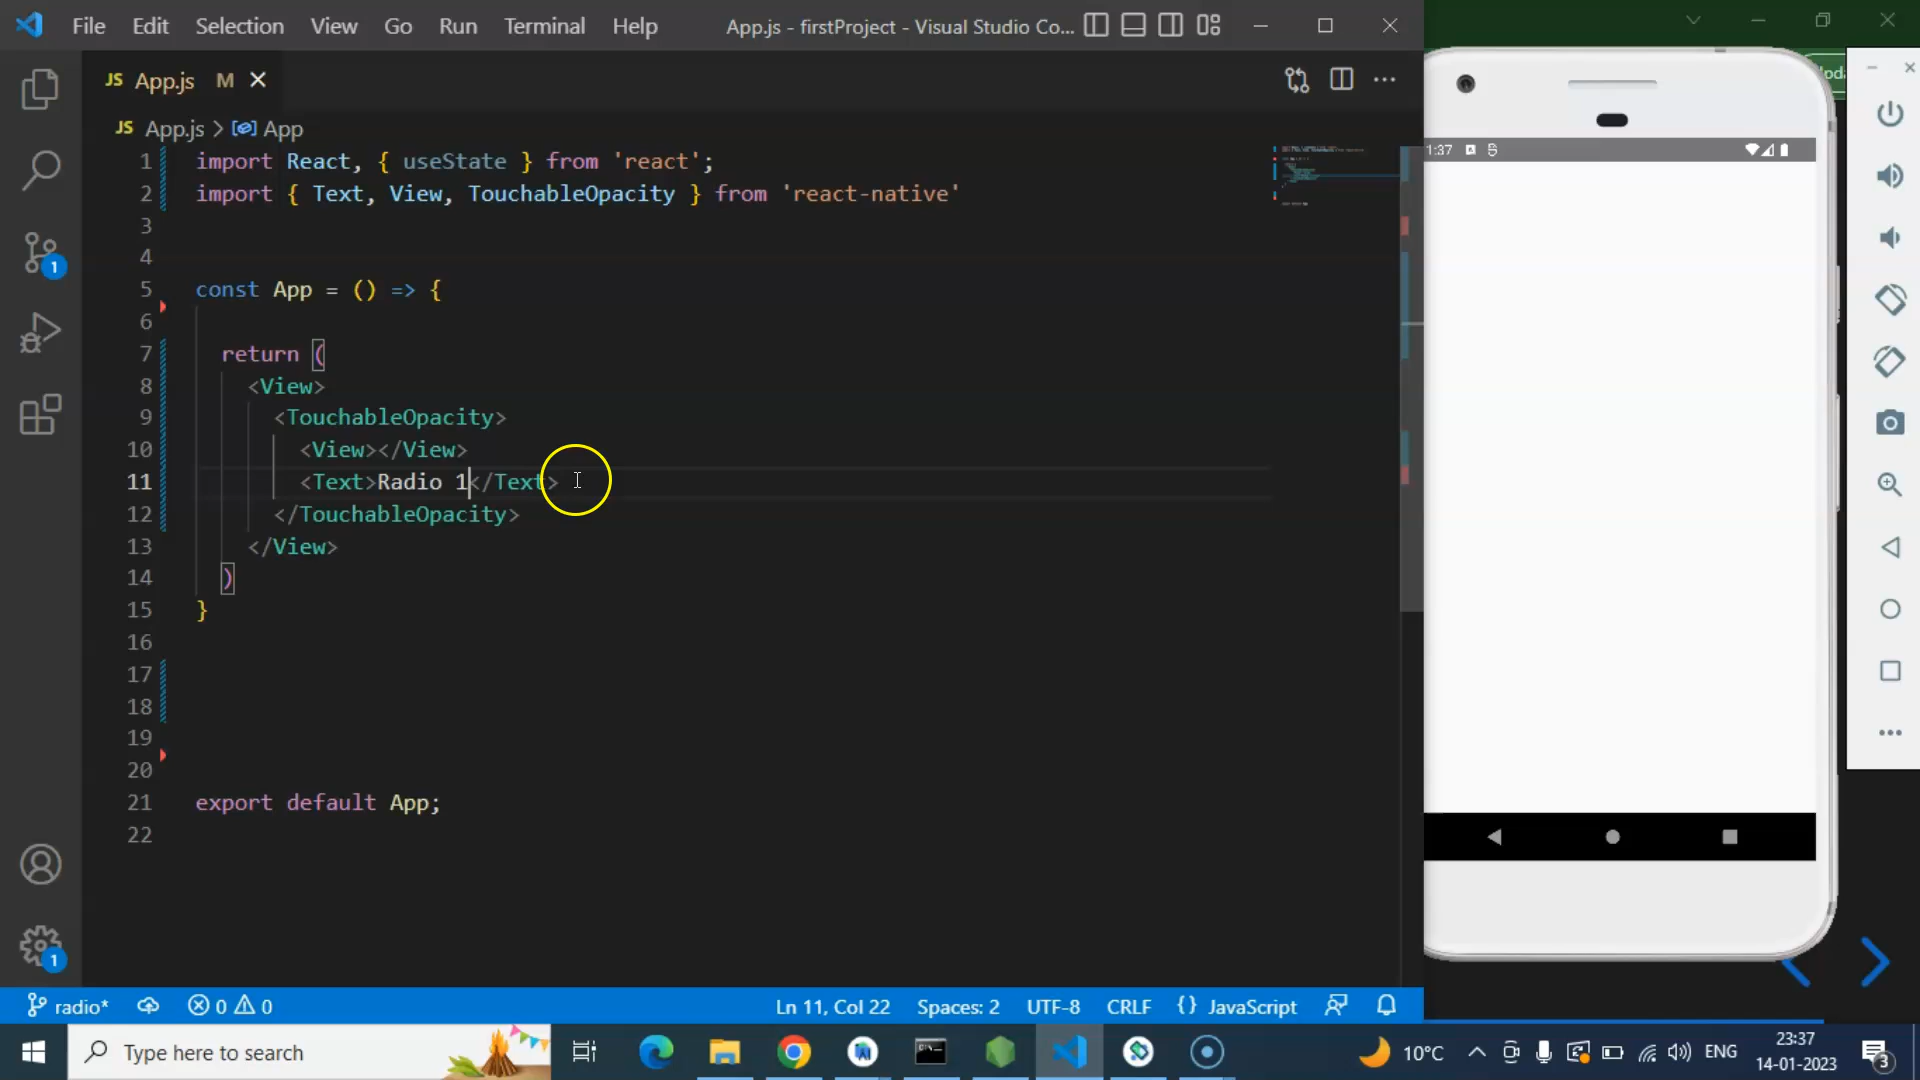 File Edit Selection View Go Run Terminal Help App.js - firstProject - Visual Studio Co...
JS App.js M
JS App.js > App
1 import React, { useState } from 'react';
2 import { Text, View, TouchableOpacity } from 'react-native'
3
4
5 const App = () => {
6
7 return (
8 <View>
9 <TouchableOpacity>
10 <View></View>
11 <Text>Radio 1</Text>
12 </TouchableOpacity>
13 </View>
14 )
15 }
16
17
18
19
20
21 export default App;
22
1:37
1
1
radio* 0 0 Ln 11, Col 22 Spaces: 2 UTF-8 CRLF {} JavaScript
Type here to search
10°C ENG
23:37
14-01-2023
3